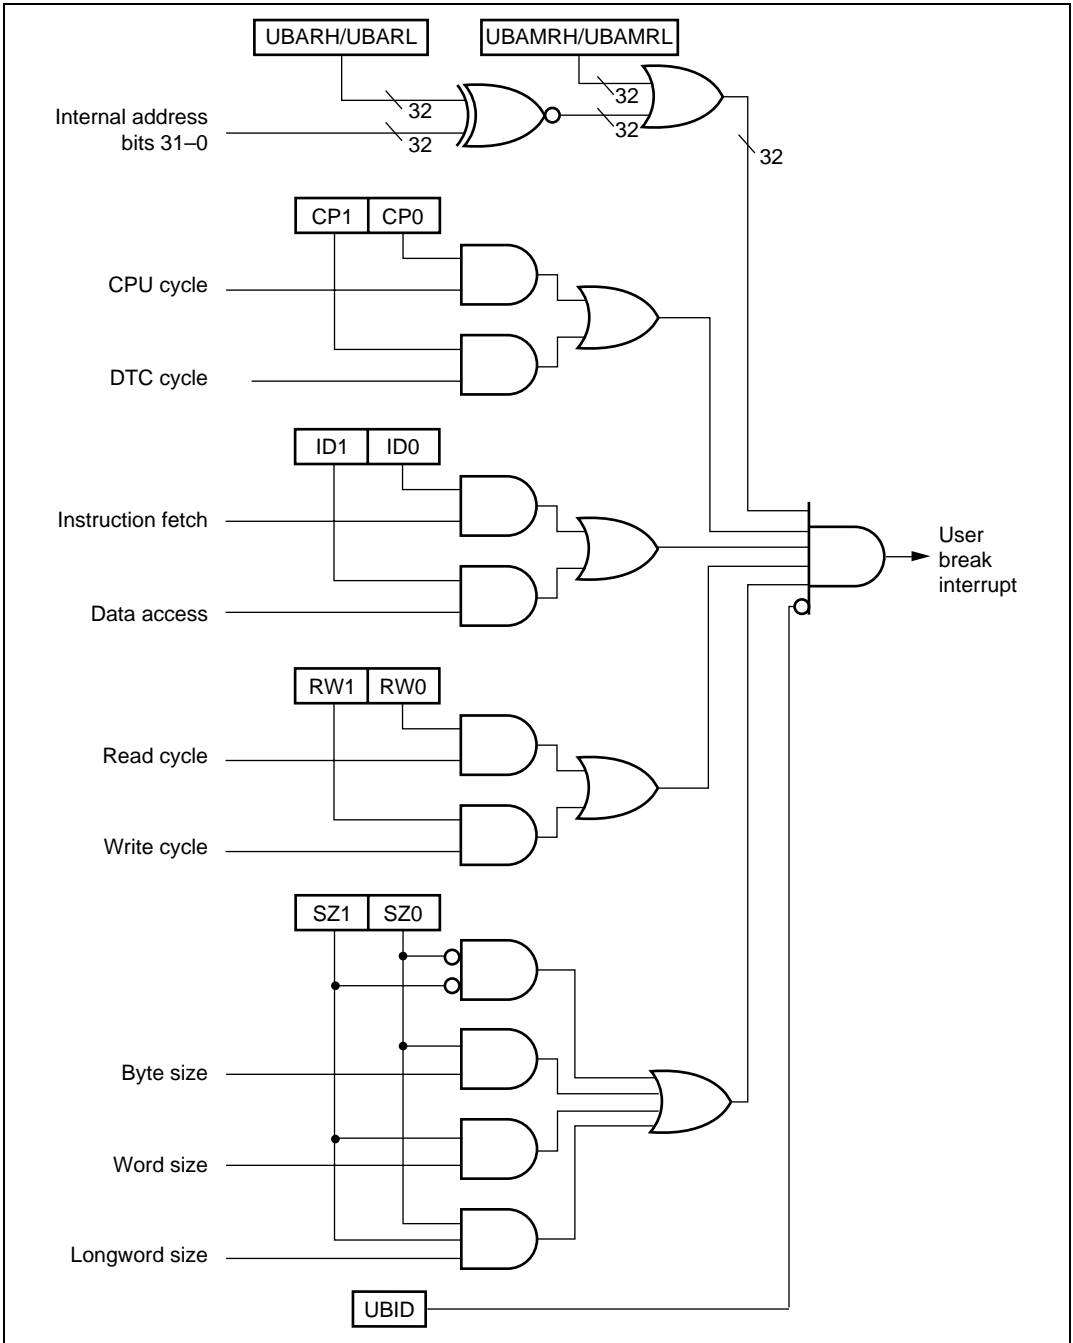 UBARH/UBARL
UBAMRH/UBAMRL
32
32
32
32
32
Internal address
bits 31–0
CP1 CP0
CPU cycle
DTC cycle
ID1 ID0
Instruction fetch
Data access
User
break
interrupt
RW1 RW0
Read cycle
Write cycle
SZ1 SZ0
Byte size
Word size
Longword size
UBID